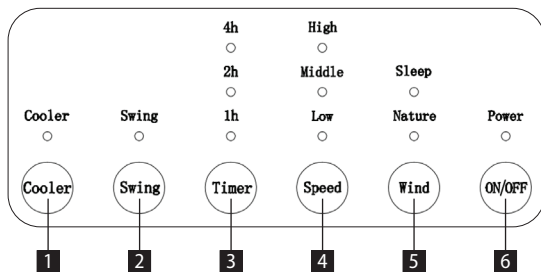 4h High
2h Middle Sleep
Cooler Swing 1h Low Nature Power
Cooler Swing Timer Speed Wind ON/OFF
1 2 3 4 5 6